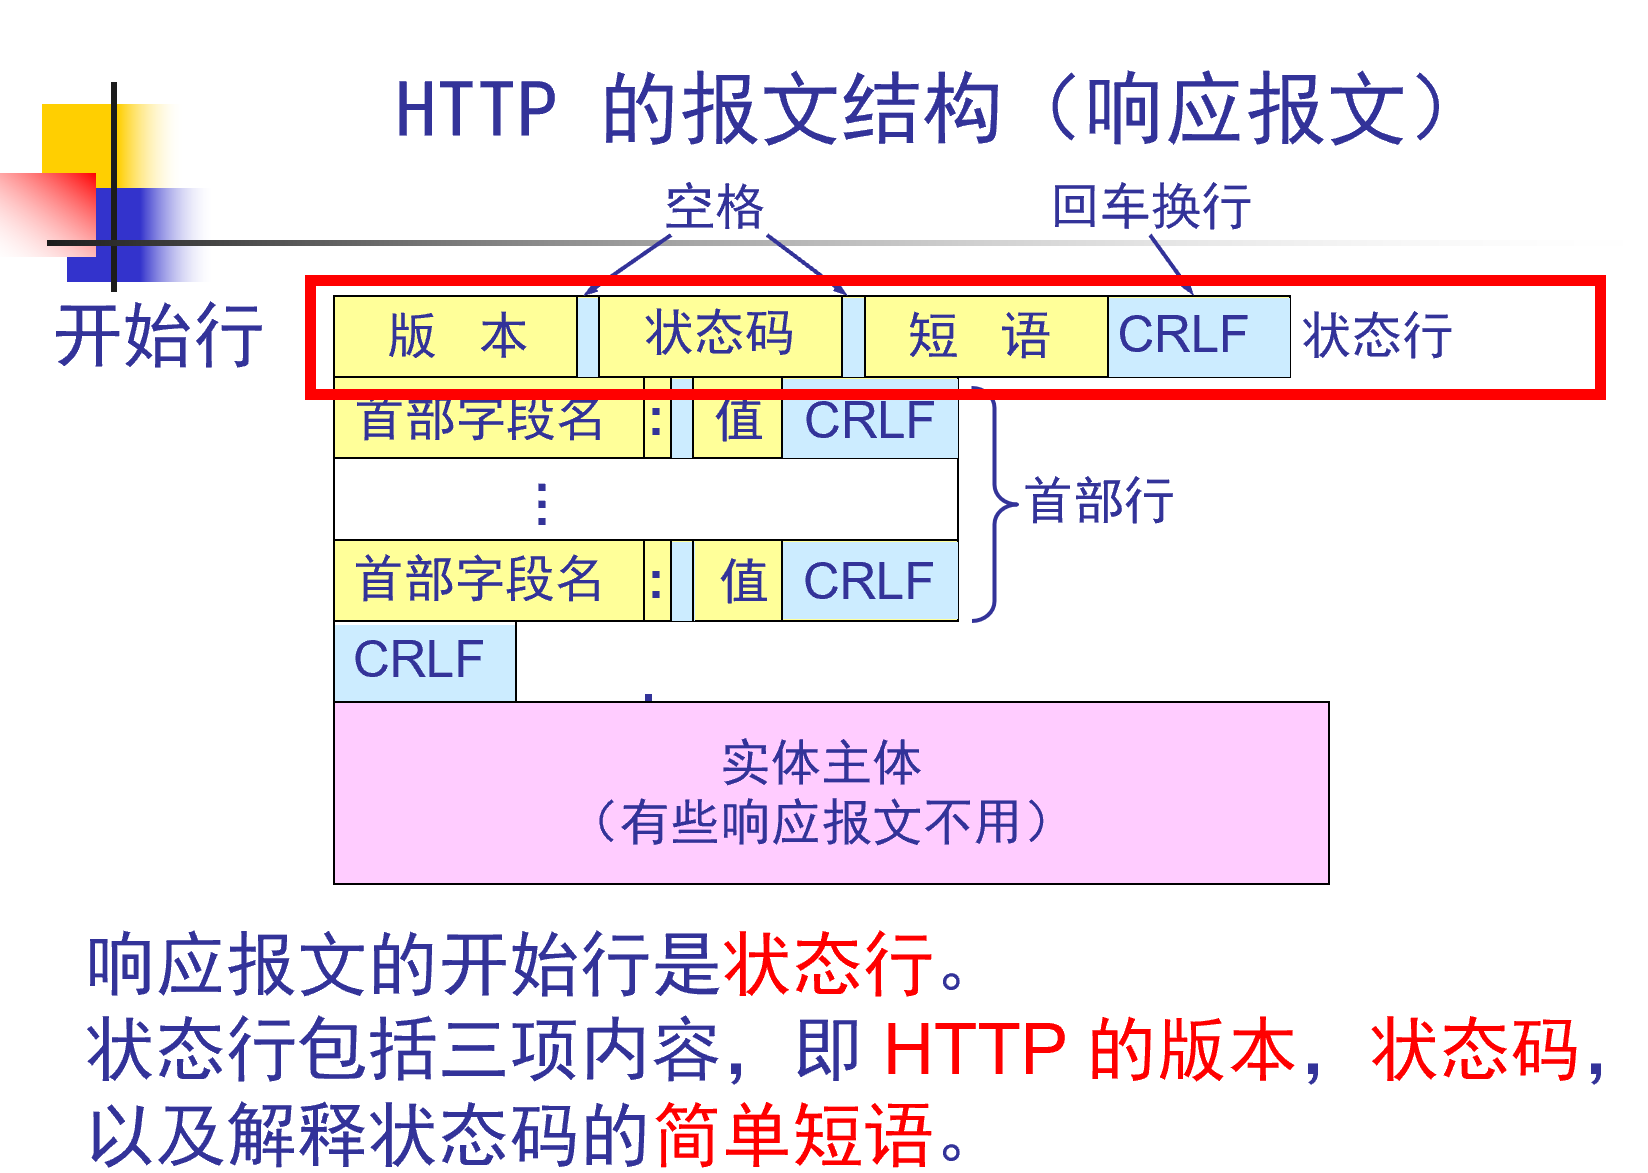 HTTP 的报文结构（响应报文）
空格 回车换行
开始行 版 本 状态码 短 语 CRLF 状态行
首部字段名 : 值 CRLF
⋮
首部行
首部字段名 : 值 CRLF
CRLF
实体主体
（有些响应报文不用）
响应报文的开始行是状态行。
状态行包括三项内容，即 HTTP 的版本，状态码，
以及解释状态码的简单短语。